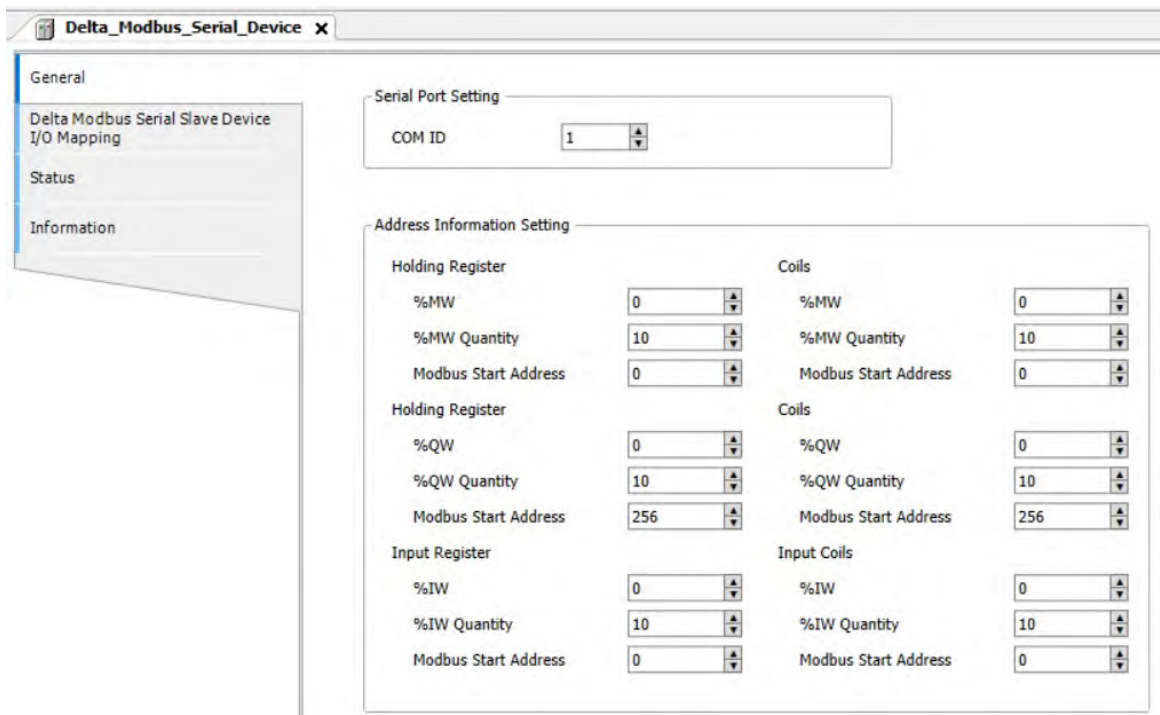 Delta_Modbus_Serial_Device X
General
Delta Modbus Serial Slave Device
I/O Mapping
Status
Information
Serial Port Setting
COM ID 1
Address Information Setting
Holding Register Coils
%MW 0 %MW 0
%MW Quantity 10 %MW Quantity 10
Modbus Start Address 0 Modbus Start Address 0
Holding Register Coils
%QW 0 %QW 0
%QW Quantity 10 %QW Quantity 10
Modbus Start Address 256 Modbus Start Address 256
Input Register Input Coils
%IW 0 %IW 0
%IW Quantity 10 %IW Quantity 10
Modbus Start Address 0 Modbus Start Address 0